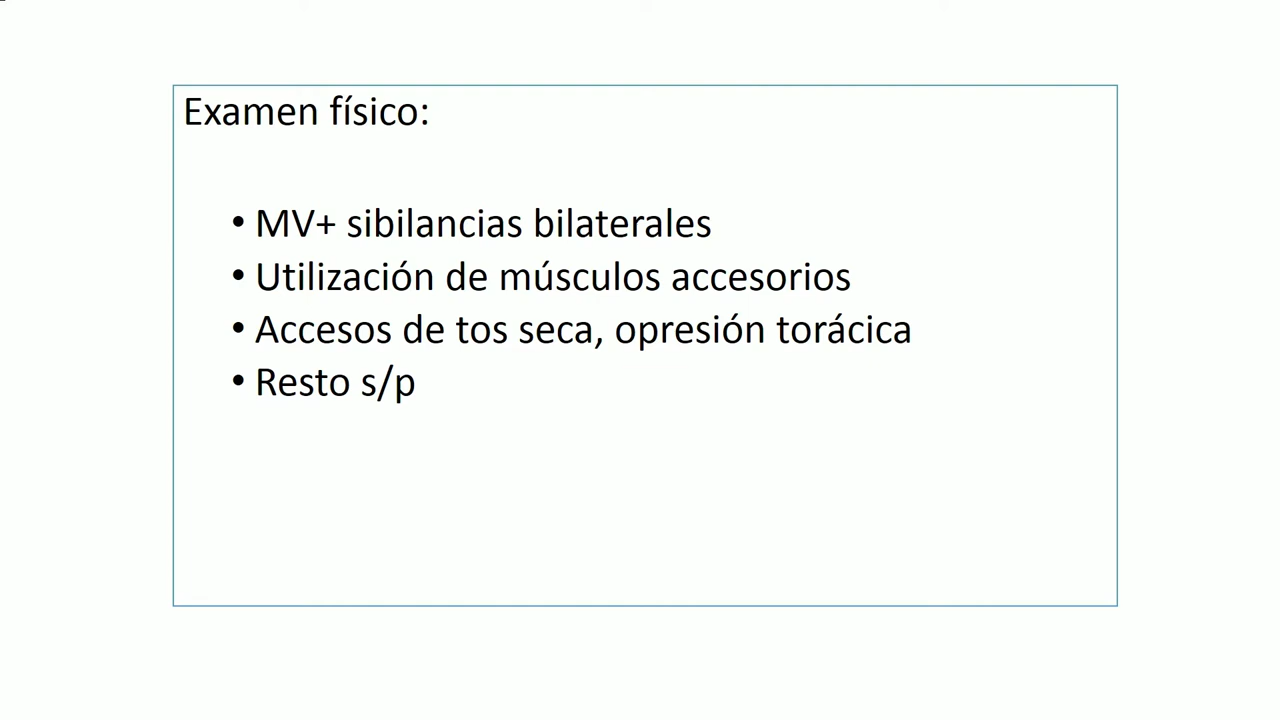 Examen físico:
• MV+ sibilancias bilaterales
• Utilización de músculos accesorios
• Accesos de tos seca, opresión torácica
• Resto s/p